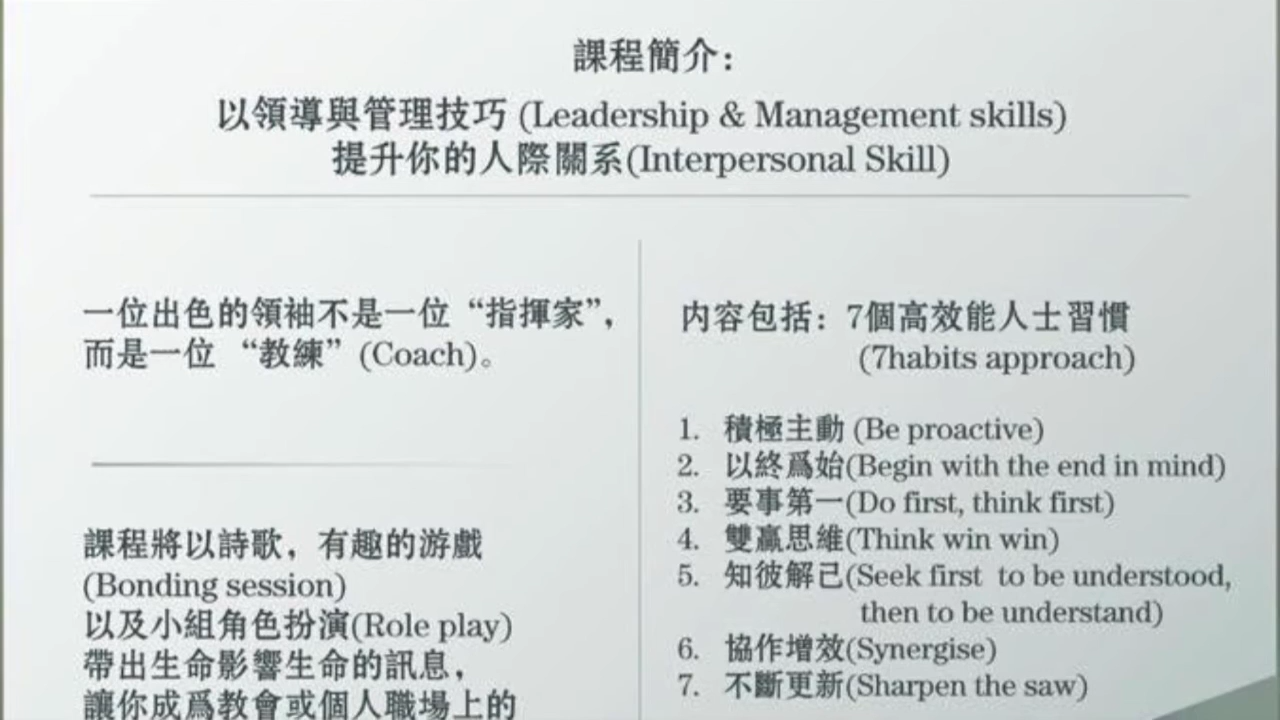 課程簡介：
以領導與管理技巧 (Leadership & Management skills)
提升你的人際關系(Interpersonal Skill)
一位出色的領袖不是一位“指揮家”，
而是一位 “教練” (Coach)。
課程將以詩歌，有趣的游戲
(Bonding session)
以及小組角色扮演(Role play)
帶出生命影響生命的訊息，
讓你成爲教會或個人職場上的
内容包括：7個高效能人士習慣
(7habits approach)
1. 積極主動 (Be proactive)
2. 以終爲始(Begin with the end in mind)
3. 要事第一(Do first, think first)
4. 雙贏思維(Think win win)
5. 知彼解己(Seek first to be understood,
then to be understand)
6. 協作增效(Synergise)
7. 不斷更新(Sharpen the saw)